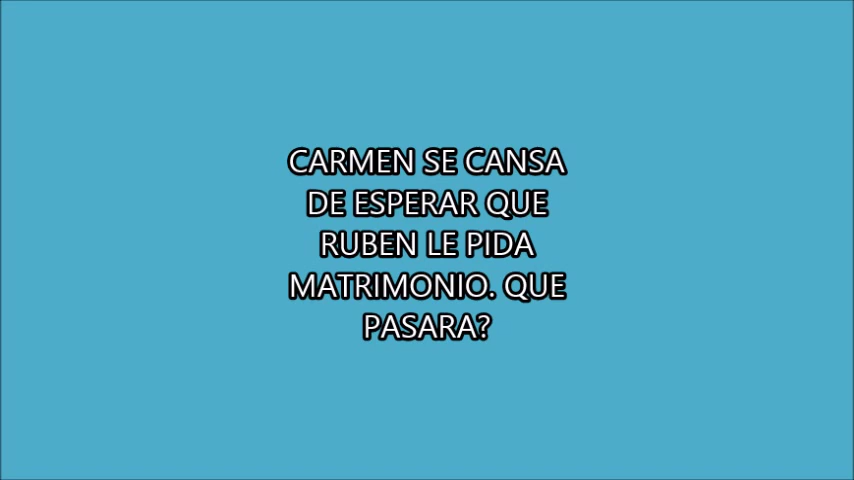 CARMEN SE CANSA
DE ESPERAR QUE
RUBEN LE PIDA
MATRIMONIO. QUE
PASARA?